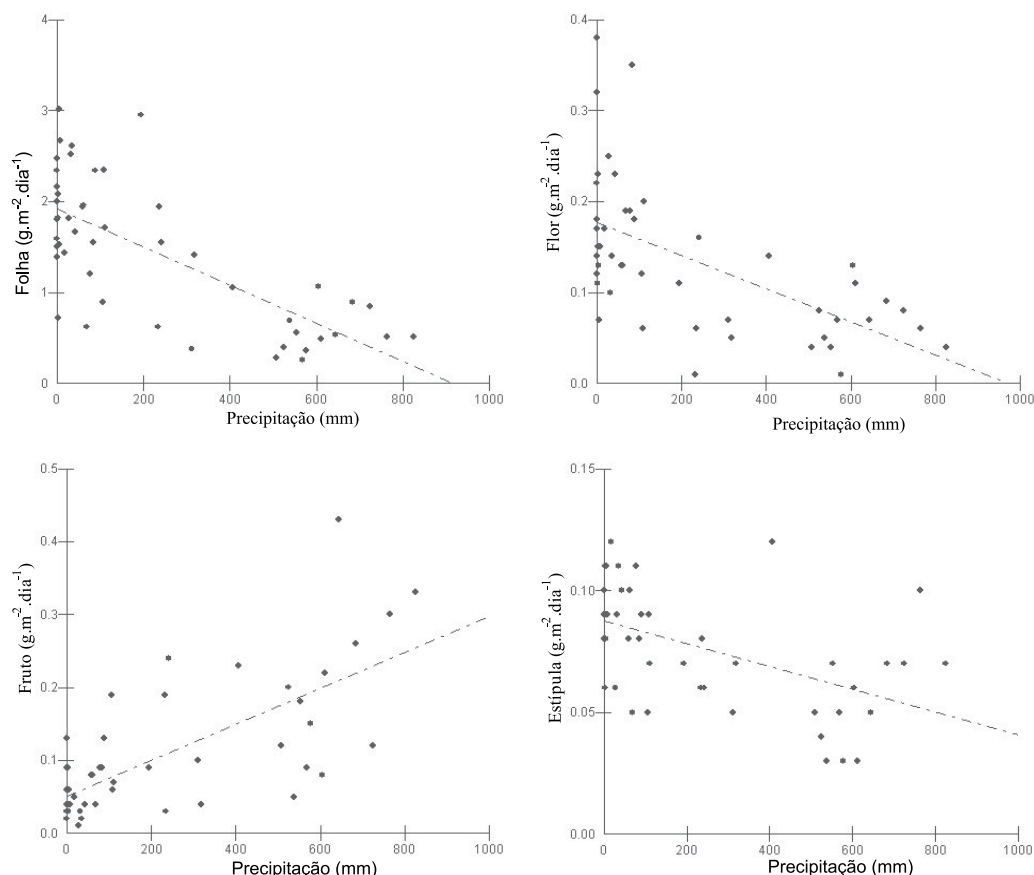 4
3
2
1
0
Folha (g.m⁻².dia⁻¹)
0 200 400 600 800 1000
Precipitação (mm)
0.4
0.3
0.2
0.1
0.0
Flor (g.m⁻².dia⁻¹)
0 200 400 600 800 1000
Precipitação (mm)
0.5
0.4
0.3
0.2
0.1
0.0
Fruto (g.m⁻².dia⁻¹)
0 200 400 600 800 1000
Precipitação (mm)
0.15
0.10
0.05
0.00
Estípula (g.m⁻².dia⁻¹)
0 200 400 600 800 1000
Precipitação (mm)